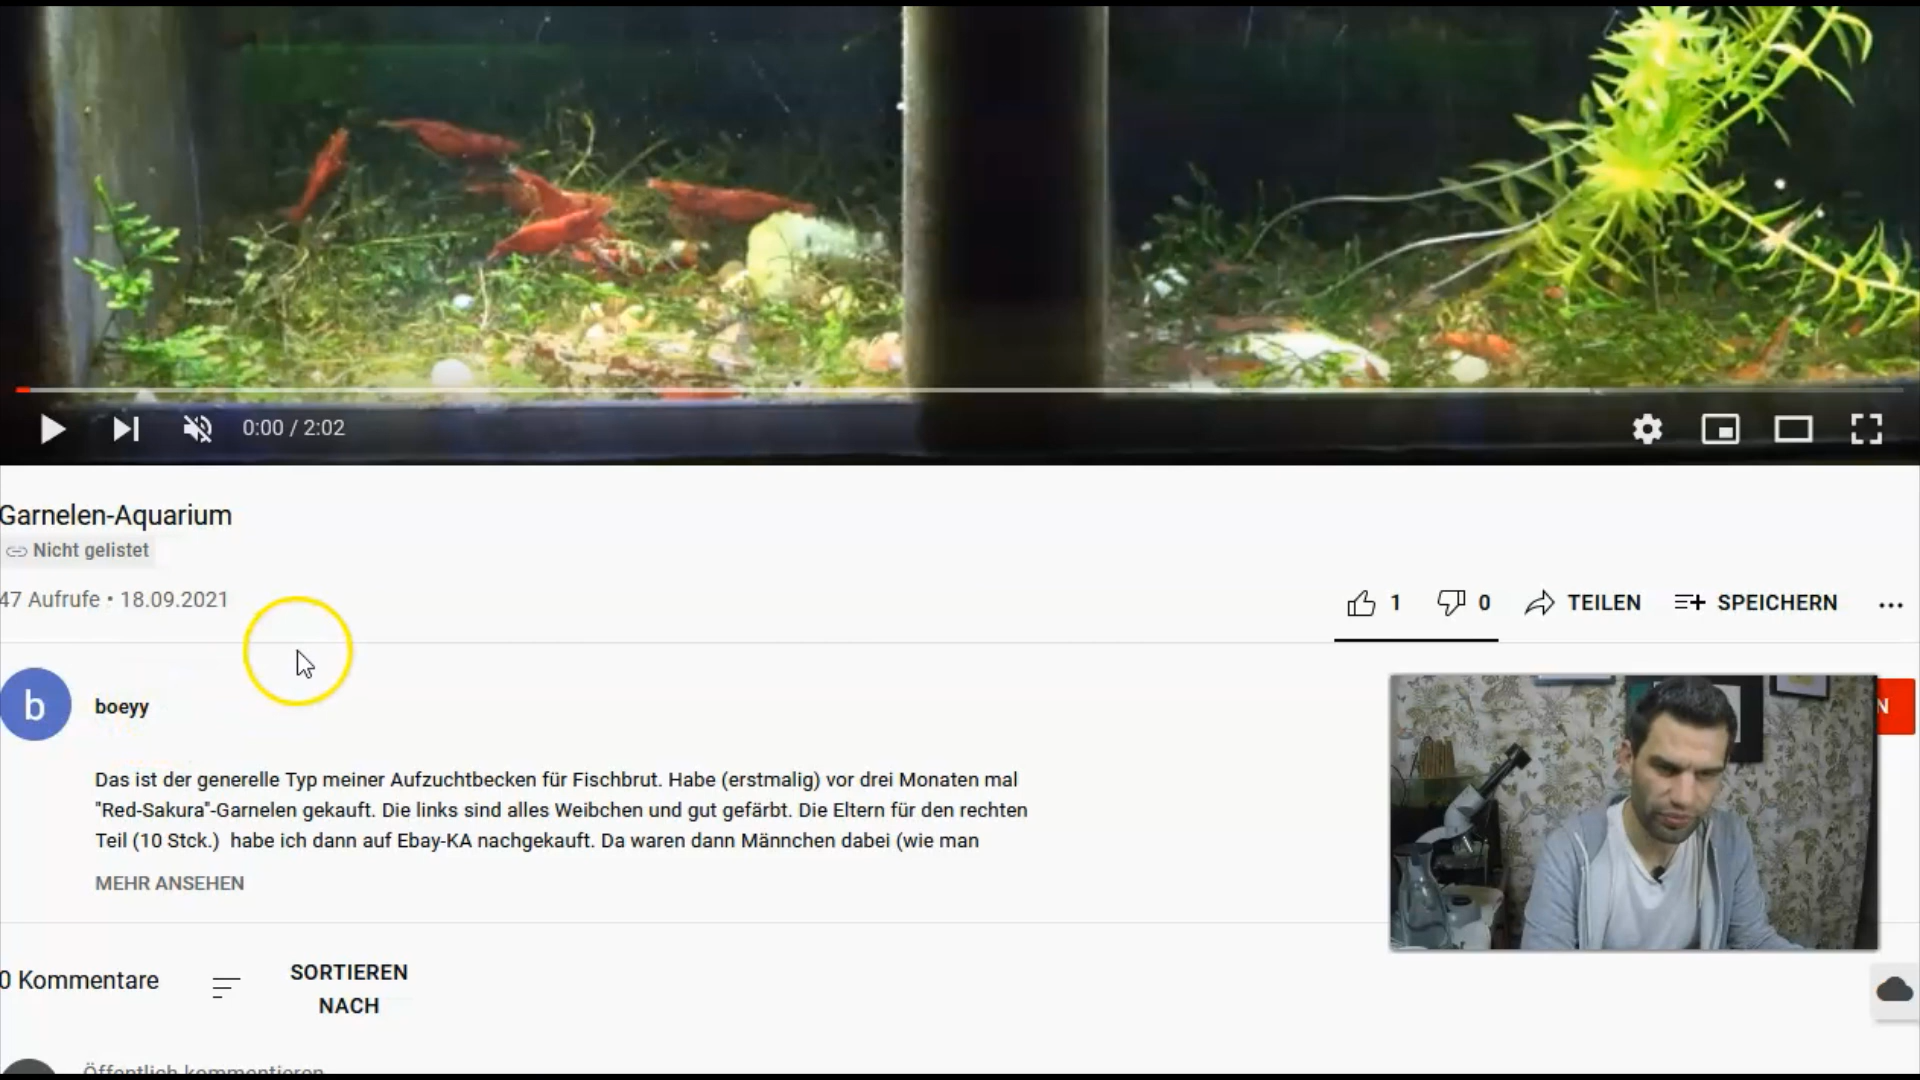 0:00 / 2:02
Garnelen-Aquarium
Nicht gelistet
47 Aufrufe • 18.09.2021
1
0
TEILEN
SPEICHERN
b
boeyy
N
Das ist der generelle Typ meiner Aufzuchtbecken für Fischbrut. Habe (erstmalig) vor drei Monaten mal
"Red-Sakura"-Garnelen gekauft. Die links sind alles Weibchen und gut gefärbt. Die Eltern für den rechten
Teil (10 Stck.)  habe ich dann auf Ebay-KA nachgekauft. Da waren dann Männchen dabei (wie man
MEHR ANSEHEN
0 Kommentare
SORTIEREN
NACH
Öffentlich kommentieren